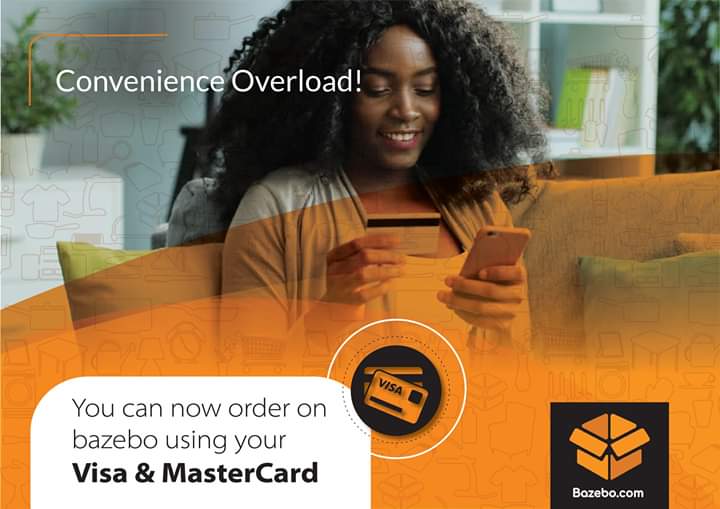 Convenience Overload!
VISA
You can now order on
bazebo using your
Visa & MasterCard
Bazebo.com